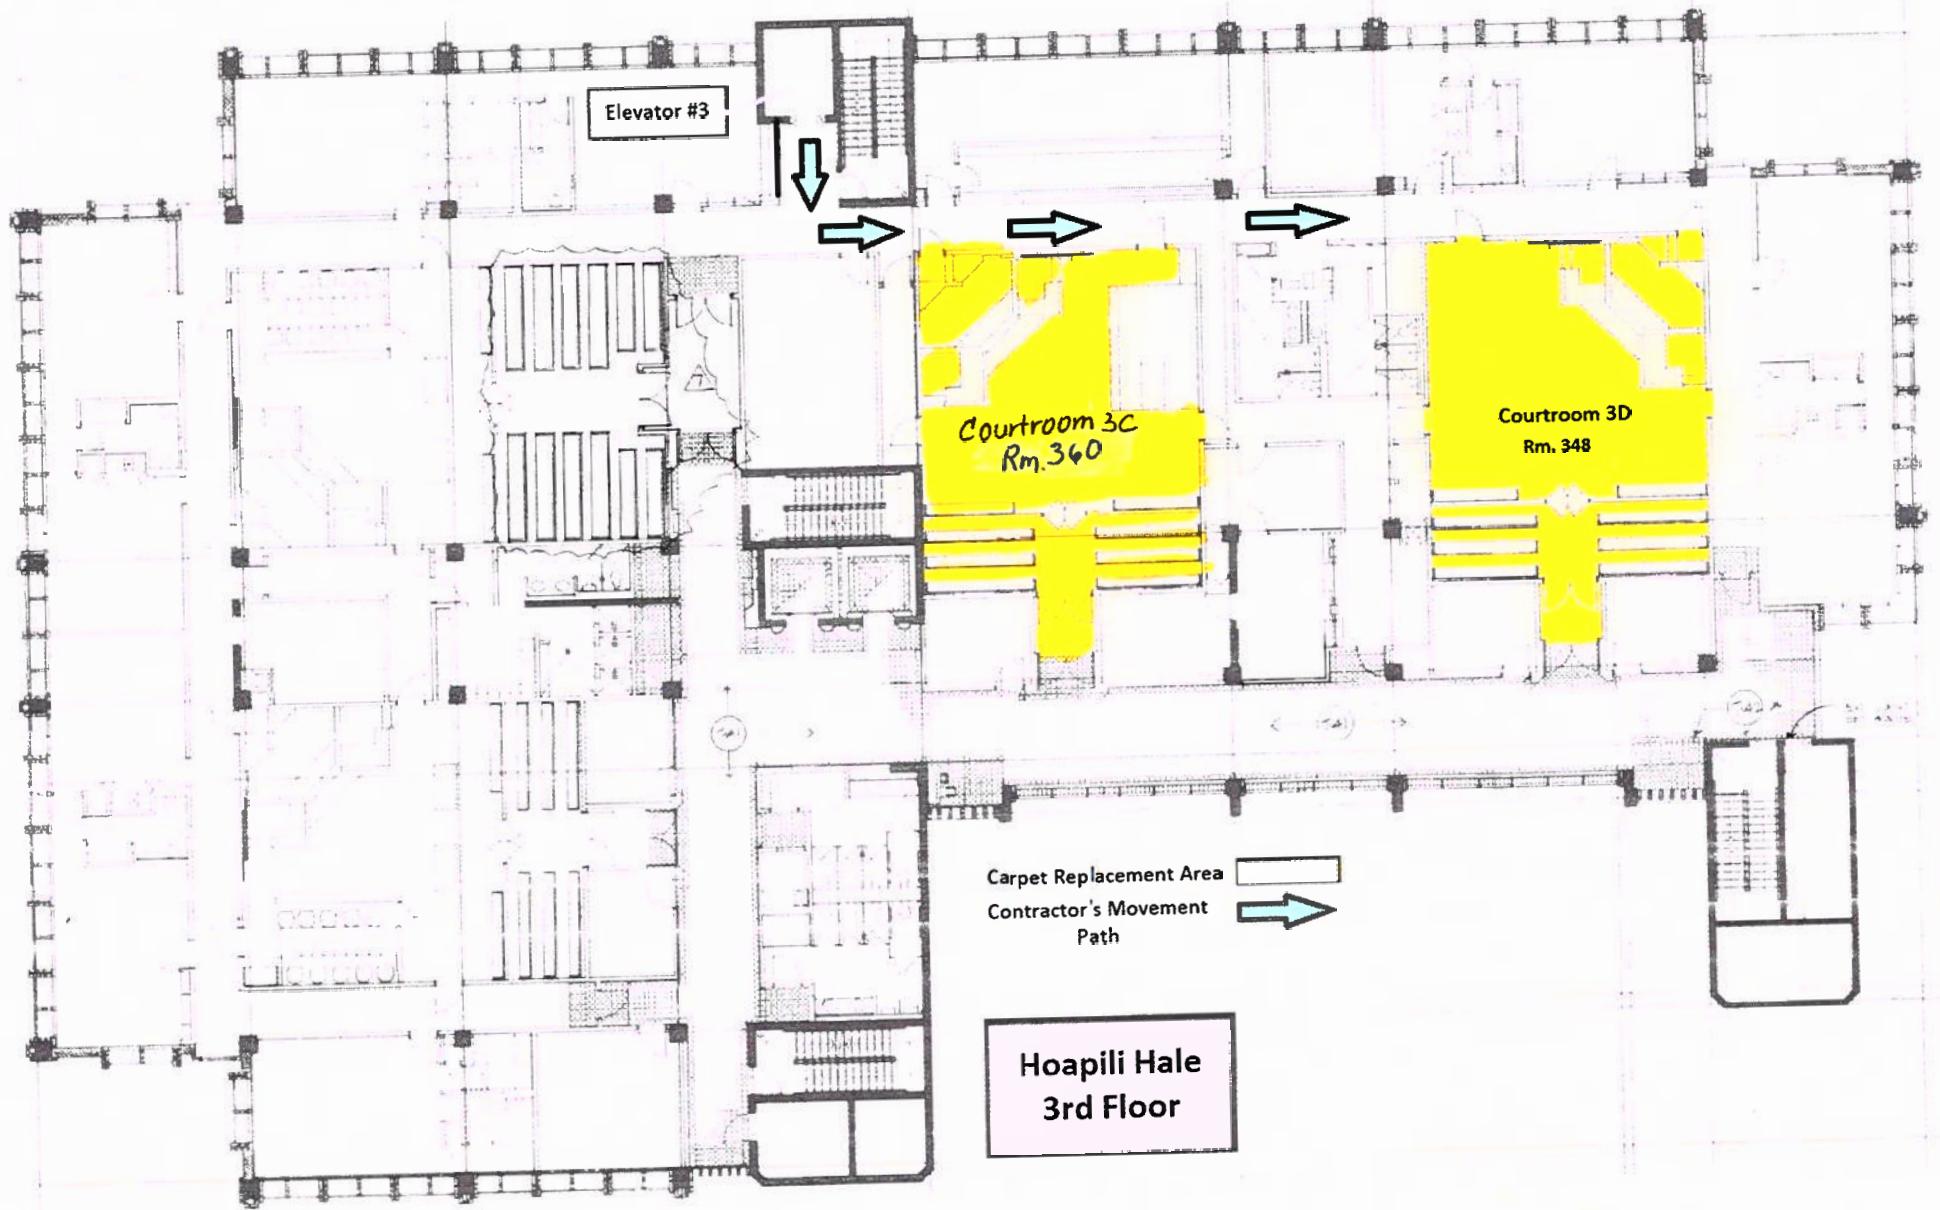 Elevator #3
Courtroom 3C
Rm. 360
Courtroom 3D
Rm. 348
Carpet Replacement Area
Contractor's Movement
Path
Hoapili Hale
3rd Floor